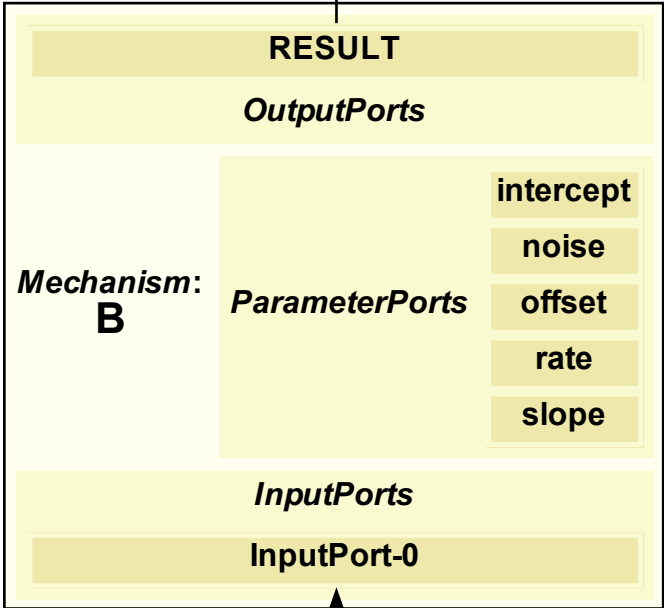 RESULT
OutputPorts
Mechanism:
B
ParameterPorts
intercept
noise
offset
rate
slope
InputPorts
InputPort-0